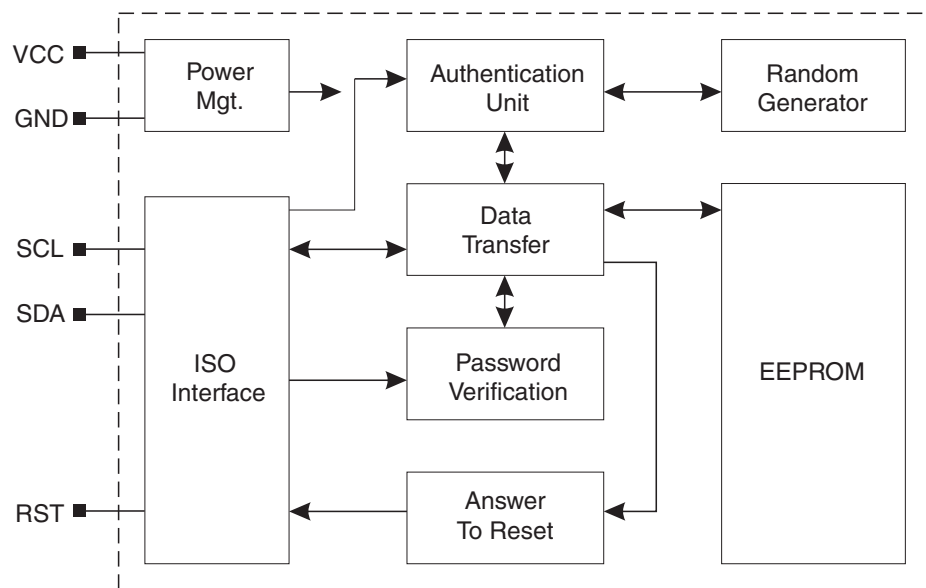 VCC
GND
Power
Mgt.
Authentication
Unit
Random
Generator
SCL
SDA
RST
ISO
Interface
Data
Transfer
Password
Verification
Answer
To Reset
EEPROM